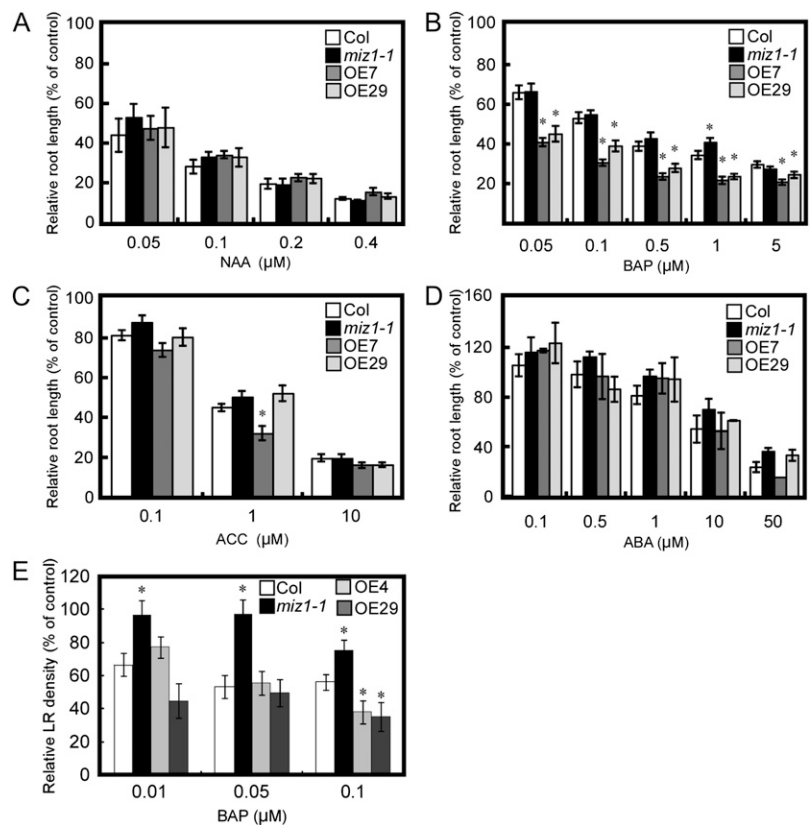 A
Relative root length (% of control)
100
80
60
40
20
0
Col
miz1-1
OE7
OE29
0.05 0.1 0.2 0.4
NAA (μM)
B
Relative root length (% of control)
100
80
60
40
20
Col
miz1-1
OE7
OE29
* * * * * * * * * * *
0.05 0.1 0.5 1 5
BAP (μM)
C
Relative root length (% of control)
100
80
60
40
20
0
Col
miz1-1
OE7
OE29
*
0.1 1 10
ACC (μM)
D
Relative root length (% of control)
160
120
80
40
0
Col
miz1-1
OE7
OE29
0.1 0.5 1 10 50
ABA (μM)
E
Relative LR density (% of control)
120
100
80
60
40
20
0
Col
miz1-1
OE4
OE29
* * * * *
0.01 0.05 0.1
BAP (μM)